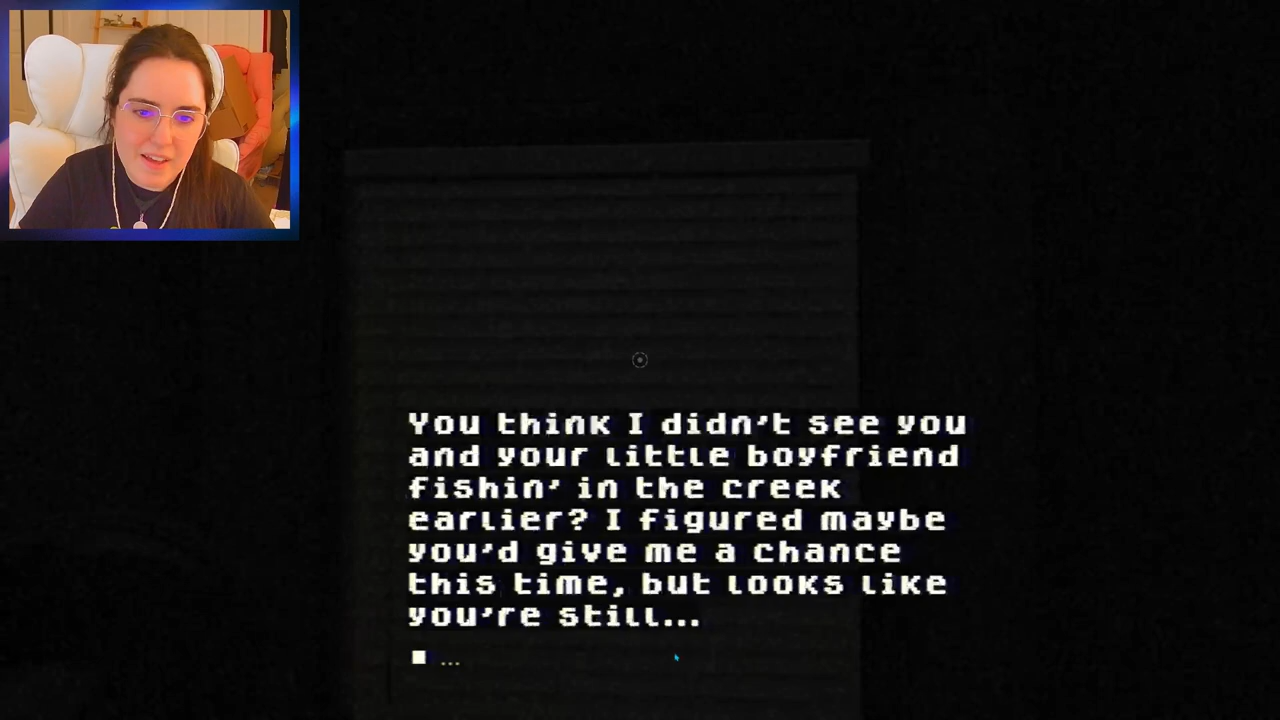 You think I didn't see you
and your little boyfriend
fishin' in the creek
earlier? I figured maybe
you'd give me a chance
this time, but looks like
you're still...
...